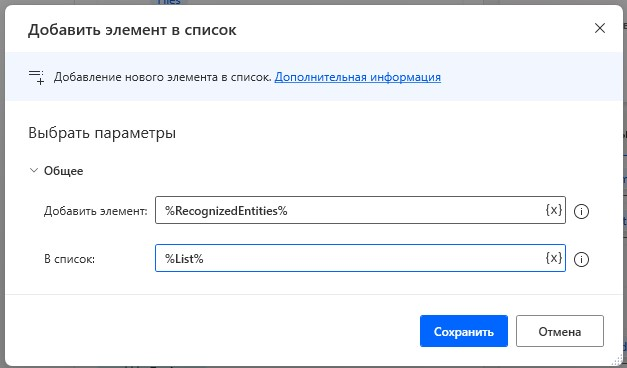 Files
Добавить элемент в список
Добавление нового элемента в список. Дополнительная информация
Выбрать параметры
Общее
Добавить элемент: %RecognizedEntities% {x}
В список: %List% {x}
Сохранить Отмена